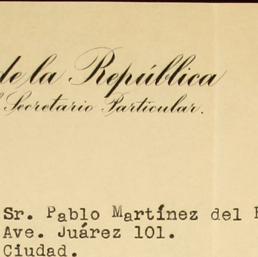 de la República
Secretario Particular.
Sr. Pablo Martínez del
Ave. Juárez 101.
Ciudad.